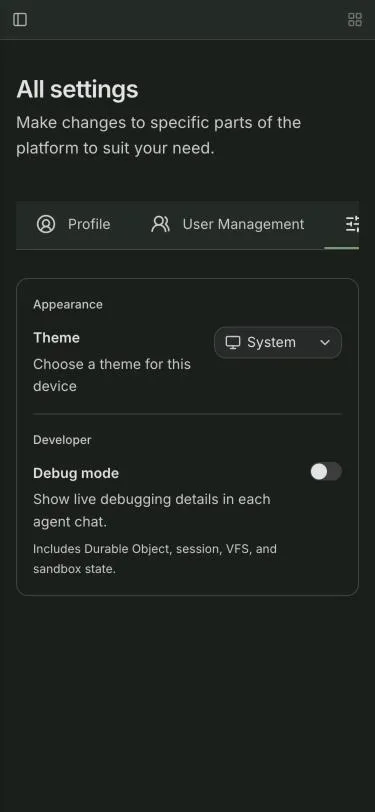 All settings
Make changes to specific parts of the
platform to suit your need.
Profile
User Management
Appearance
Theme
System
Choose a theme for this
device
Developer
Debug mode
Show live debugging details in each
agent chat.
Includes Durable Object, session, VFS, and
sandbox state.